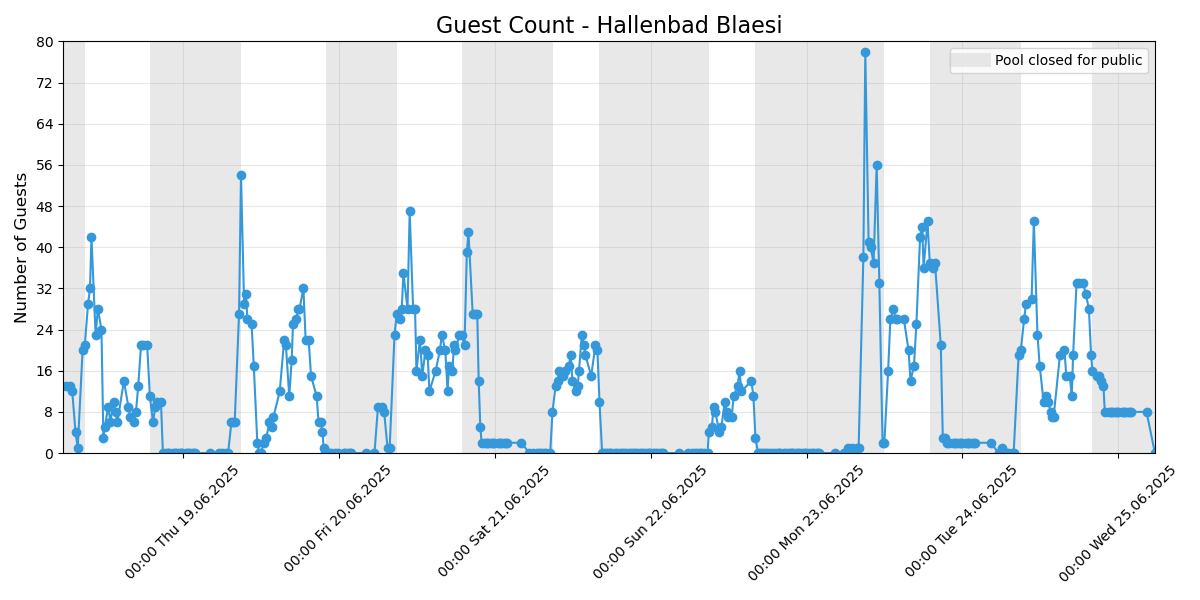 Guest Count - Hallenbad Blaesi
Pool closed for public
Number of Guests
80
72
64
56
48
40
32
24
16
8
0
00:00 Thu 19.06.2025
00:00 Fri 20.06.2025
00:00 Sat 21.06.2025
00:00 Sun 22.06.2025
00:00 Mon 23.06.2025
00:00 Tue 24.06.2025
00:00 Wed 25.06.2025